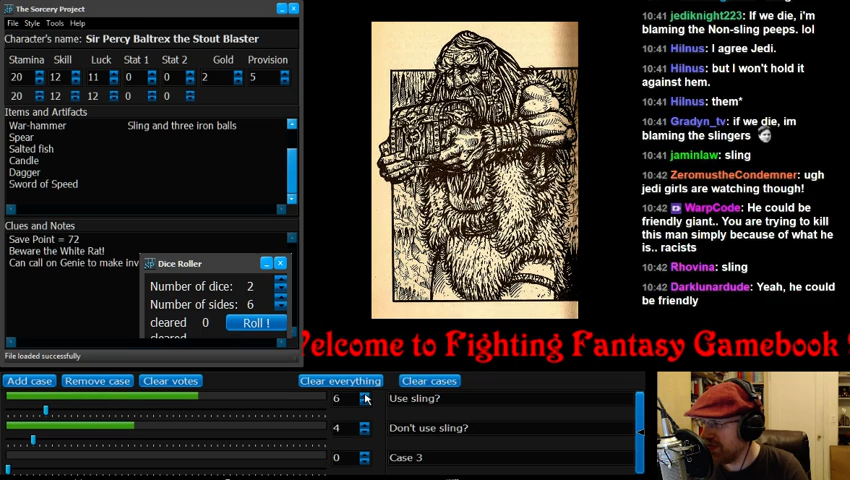 The Sorcery Project
File Style Tools Help
Character's name: Sir Percy Baltrex the Stout Blaster
Stamina Skill Luck Stat 1 Stat 2 Gold Provision
20 12 11 0 0 2 5
20 12 12 0 0
Items and Artifacts
War-hammer Sling and three iron balls
Spear
Salted fish
Candle
Dagger
Sword of Speed
Clues and Notes
Save Point = 72
Beware the White Rat!
Can call on Genie to make inv
Dice Roller
Number of dice: 2
Number of sides: 6
cleared 0 Roll !
cleared
File loaded successfully
jediknight223: If we die, i'm
blaming the Non-sling peeps. lol
10:41 Hilnus: I agree Jedi.
10:41 Hilnus: but I won't hold it
against hem.
10:41 Hilnus: them*
10:41 Gradyn_tv: if we die, im
blaming the slingers
10:41 jaminlaw: sling
10:42 ZeromustheCondemner: ugh
jedi girls are watching though!
10:42 WarpCode: He could be
friendly giant.. You are trying to kill
this man simply because of what he
is.. racists
10:42 Rhovina: sling
10:42 Darklunardude: Yeah, he could
be friendly
Welcome to Fighting Fantasy Gamebook
Add case Remove case Clear votes Clear everything Clear cases
6 Use sling?
4 Don't use sling?
0 Case 3